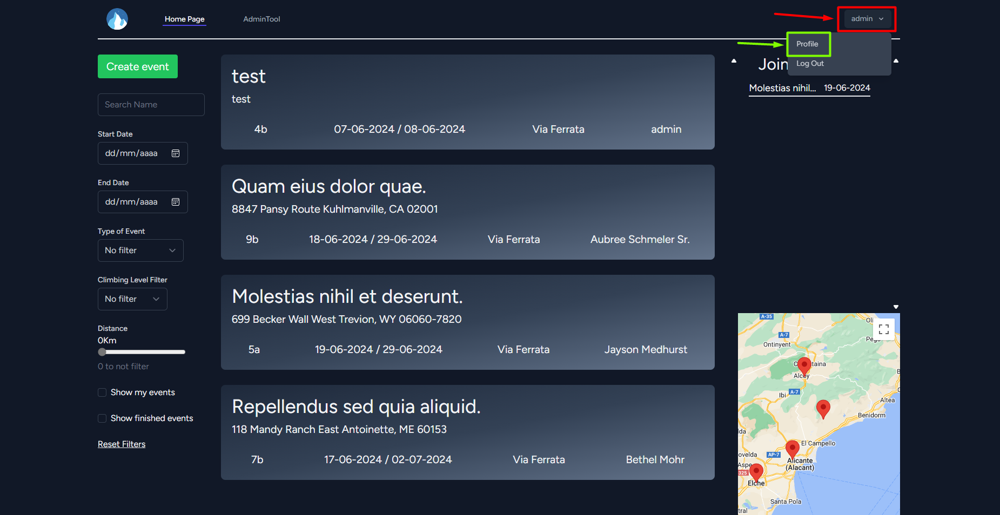 Home Page
AdminTool
admin
Profile
Log Out
Create event
Search Name
Start Date
dd/mm/aaaa
End Date
dd/mm/aaaa
Type of Event
No filter
Climbing Level Filter
No filter
Distance
0Km
0 to not filter
Show my events
Show finished events
Reset Filters
test
test
4b 07-06-2024 / 08-06-2024 Via Ferrata admin
Quam eius dolor quae.
8847 Pansy Route Kuhlmanville, CA 02001
9b 18-06-2024 / 29-06-2024 Via Ferrata Aubree Schmeler Sr.
Molestias nihil et deserunt.
699 Becker Wall West Trevion, WY 06060-7820
5a 19-06-2024 / 29-06-2024 Via Ferrata Jayson Medhurst
Repellendus sed quia aliquid.
118 Mandy Ranch East Antoinette, ME 60153
7b 17-06-2024 / 02-07-2024 Via Ferrata Bethel Mohr
Join
Molestias nihil... 19-06-2024
A-35
A-7
Ontinyent
Alcoy
A-7
Ibi
Altea
Benidorm
El Campello
AP-7
Alicante
(Alacant)
325
Elche
Santa Pola